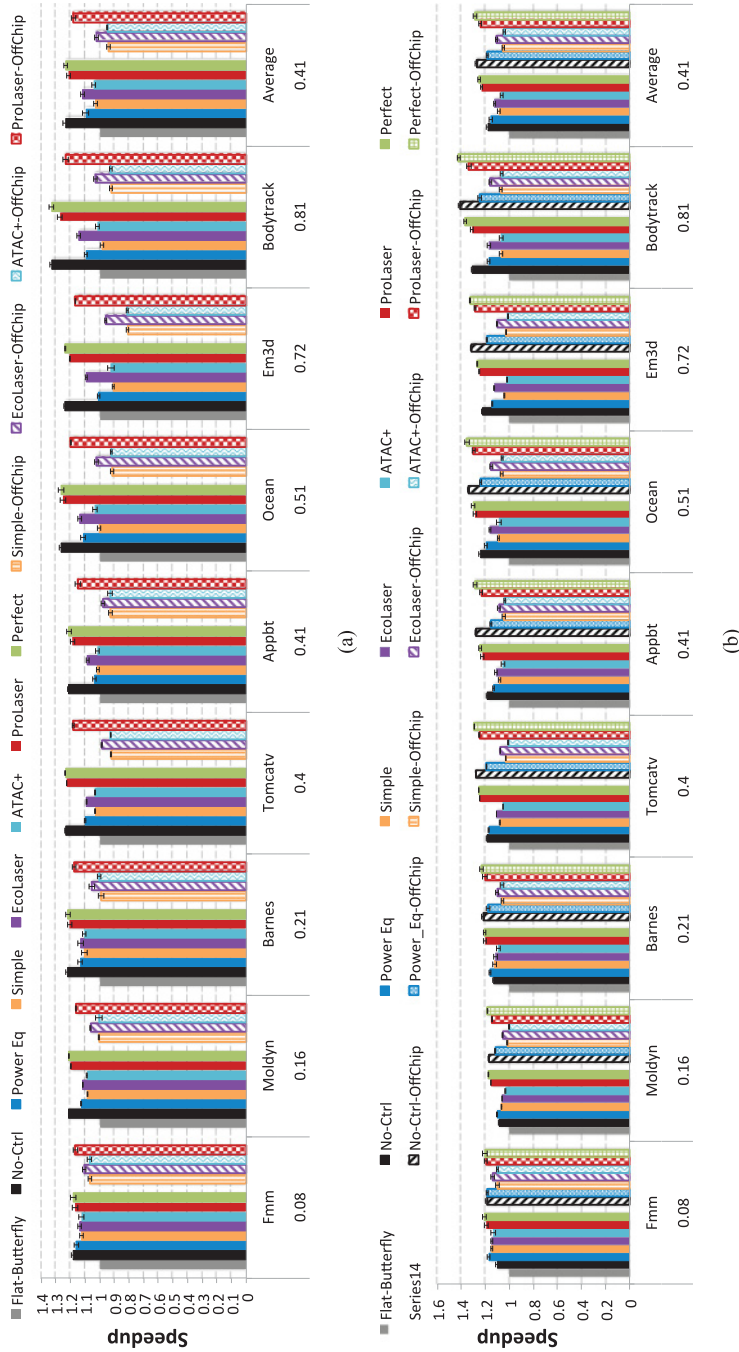 Flat-Butterfly No-Ctrl Power Eq Simple EcoLaser ATAC+ ProLaser Perfect Simple-OffChip EcoLaser-OffChip ATAC+-OffChip ProLaser-OffChip
Speedup
1.4
1.3
1.2
1.1
1
0.9
0.8
0.7
0.6
0.5
0.4
0.3
0.2
0.1
0
Fmm Moldyn Barnes Tomcatv Appbt Ocean Em3d Bodytrack Average
0.08 0.16 0.21 0.4 0.41 0.51 0.72 0.81 0.41
(a)
Flat-Butterfly No-Ctrl Power Eq Simple EcoLaser ATAC+ ProLaser Perfect
Series14 No-Ctrl-OffChip Power_Eq-OffChip Simple-OffChip EcoLaser-OffChip ATAC+-OffChip ProLaser-OffChip Perfect-OffChip
Speedup
1.6
1.4
1.2
1
0.8
0.6
0.4
0.2
0
Fmm Moldyn Barnes Tomcatv Appbt Ocean Em3d Bodytrack Average
0.08 0.16 0.21 0.4 0.41 0.51 0.72 0.81 0.41
(b)